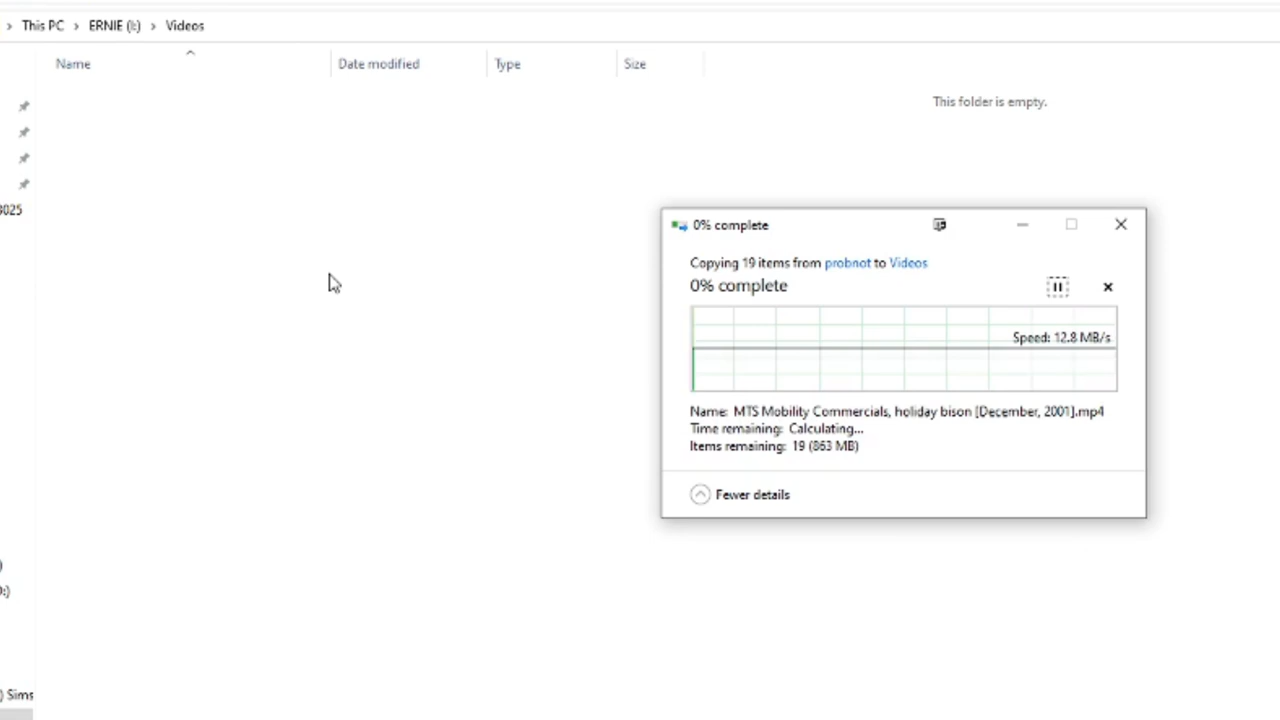 This PC > ERNIE (I:) > Videos
Name Date modified Type Size
This folder is empty.
3025
0% complete
Copying 19 items from probnot to Videos
0% complete
Speed: 12.8 MB/s
Name: MTS Mobility Commercials, holiday bison [December, 2001].mp4
Time remaining: Calculating...
Items remaining: 19 (863 MB)
Fewer details
) Sims